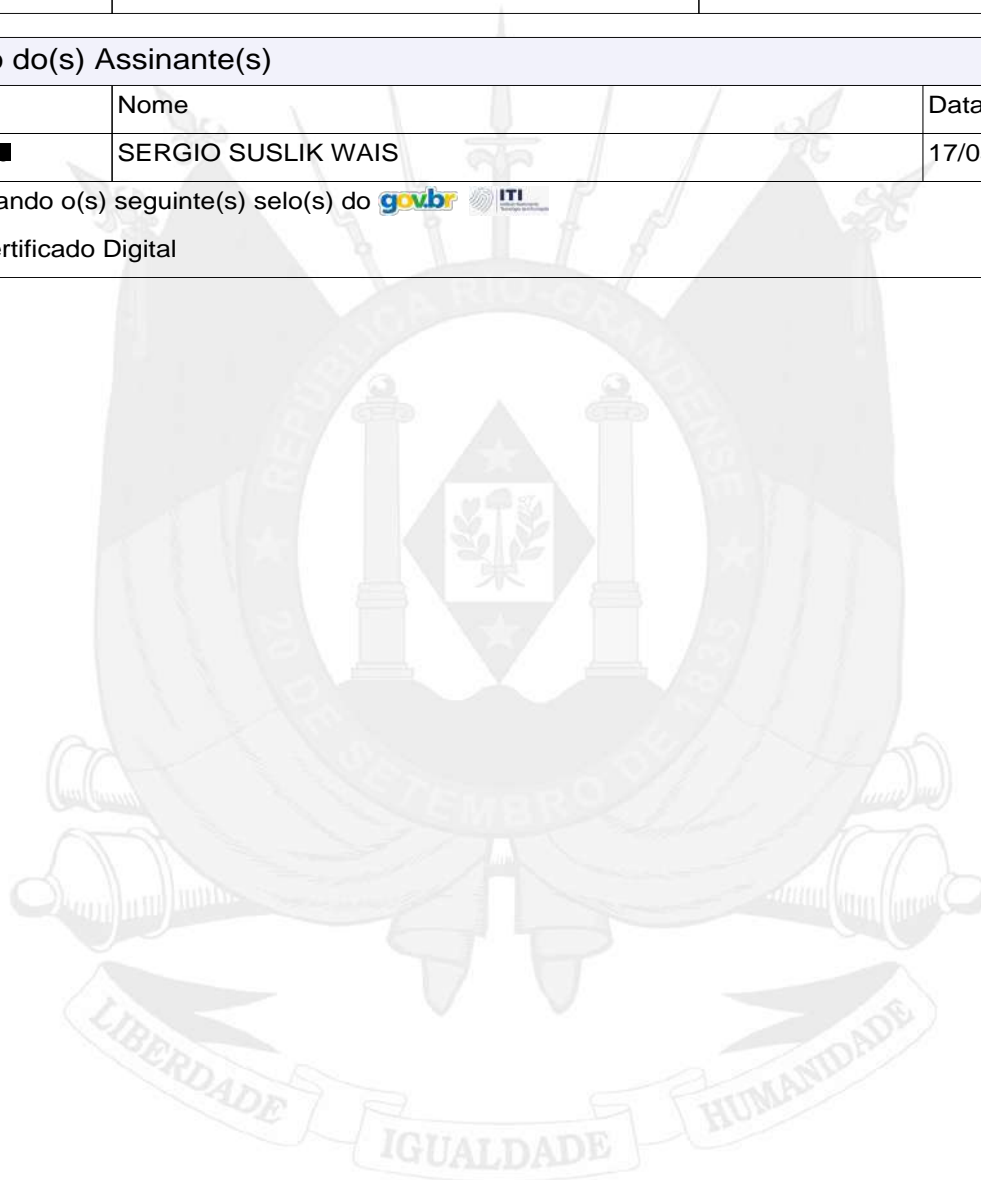 o do(s) Assinante(s)
Nome Data
SERGIO SUSLIK WAIS 17/0
ando o(s) seguinte(s) selo(s) do gov.br ITI
ertificado Digital
REPÚBLICA RIO-GRANDENSE
20 DE SETEMBRO DE 1835
LIBERDADE IGUALDADE HUMANIDADE